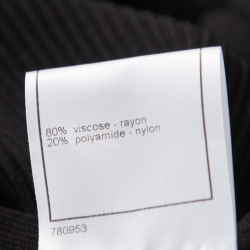 80% viscose - rayon
20% polyamide - nylon
780953